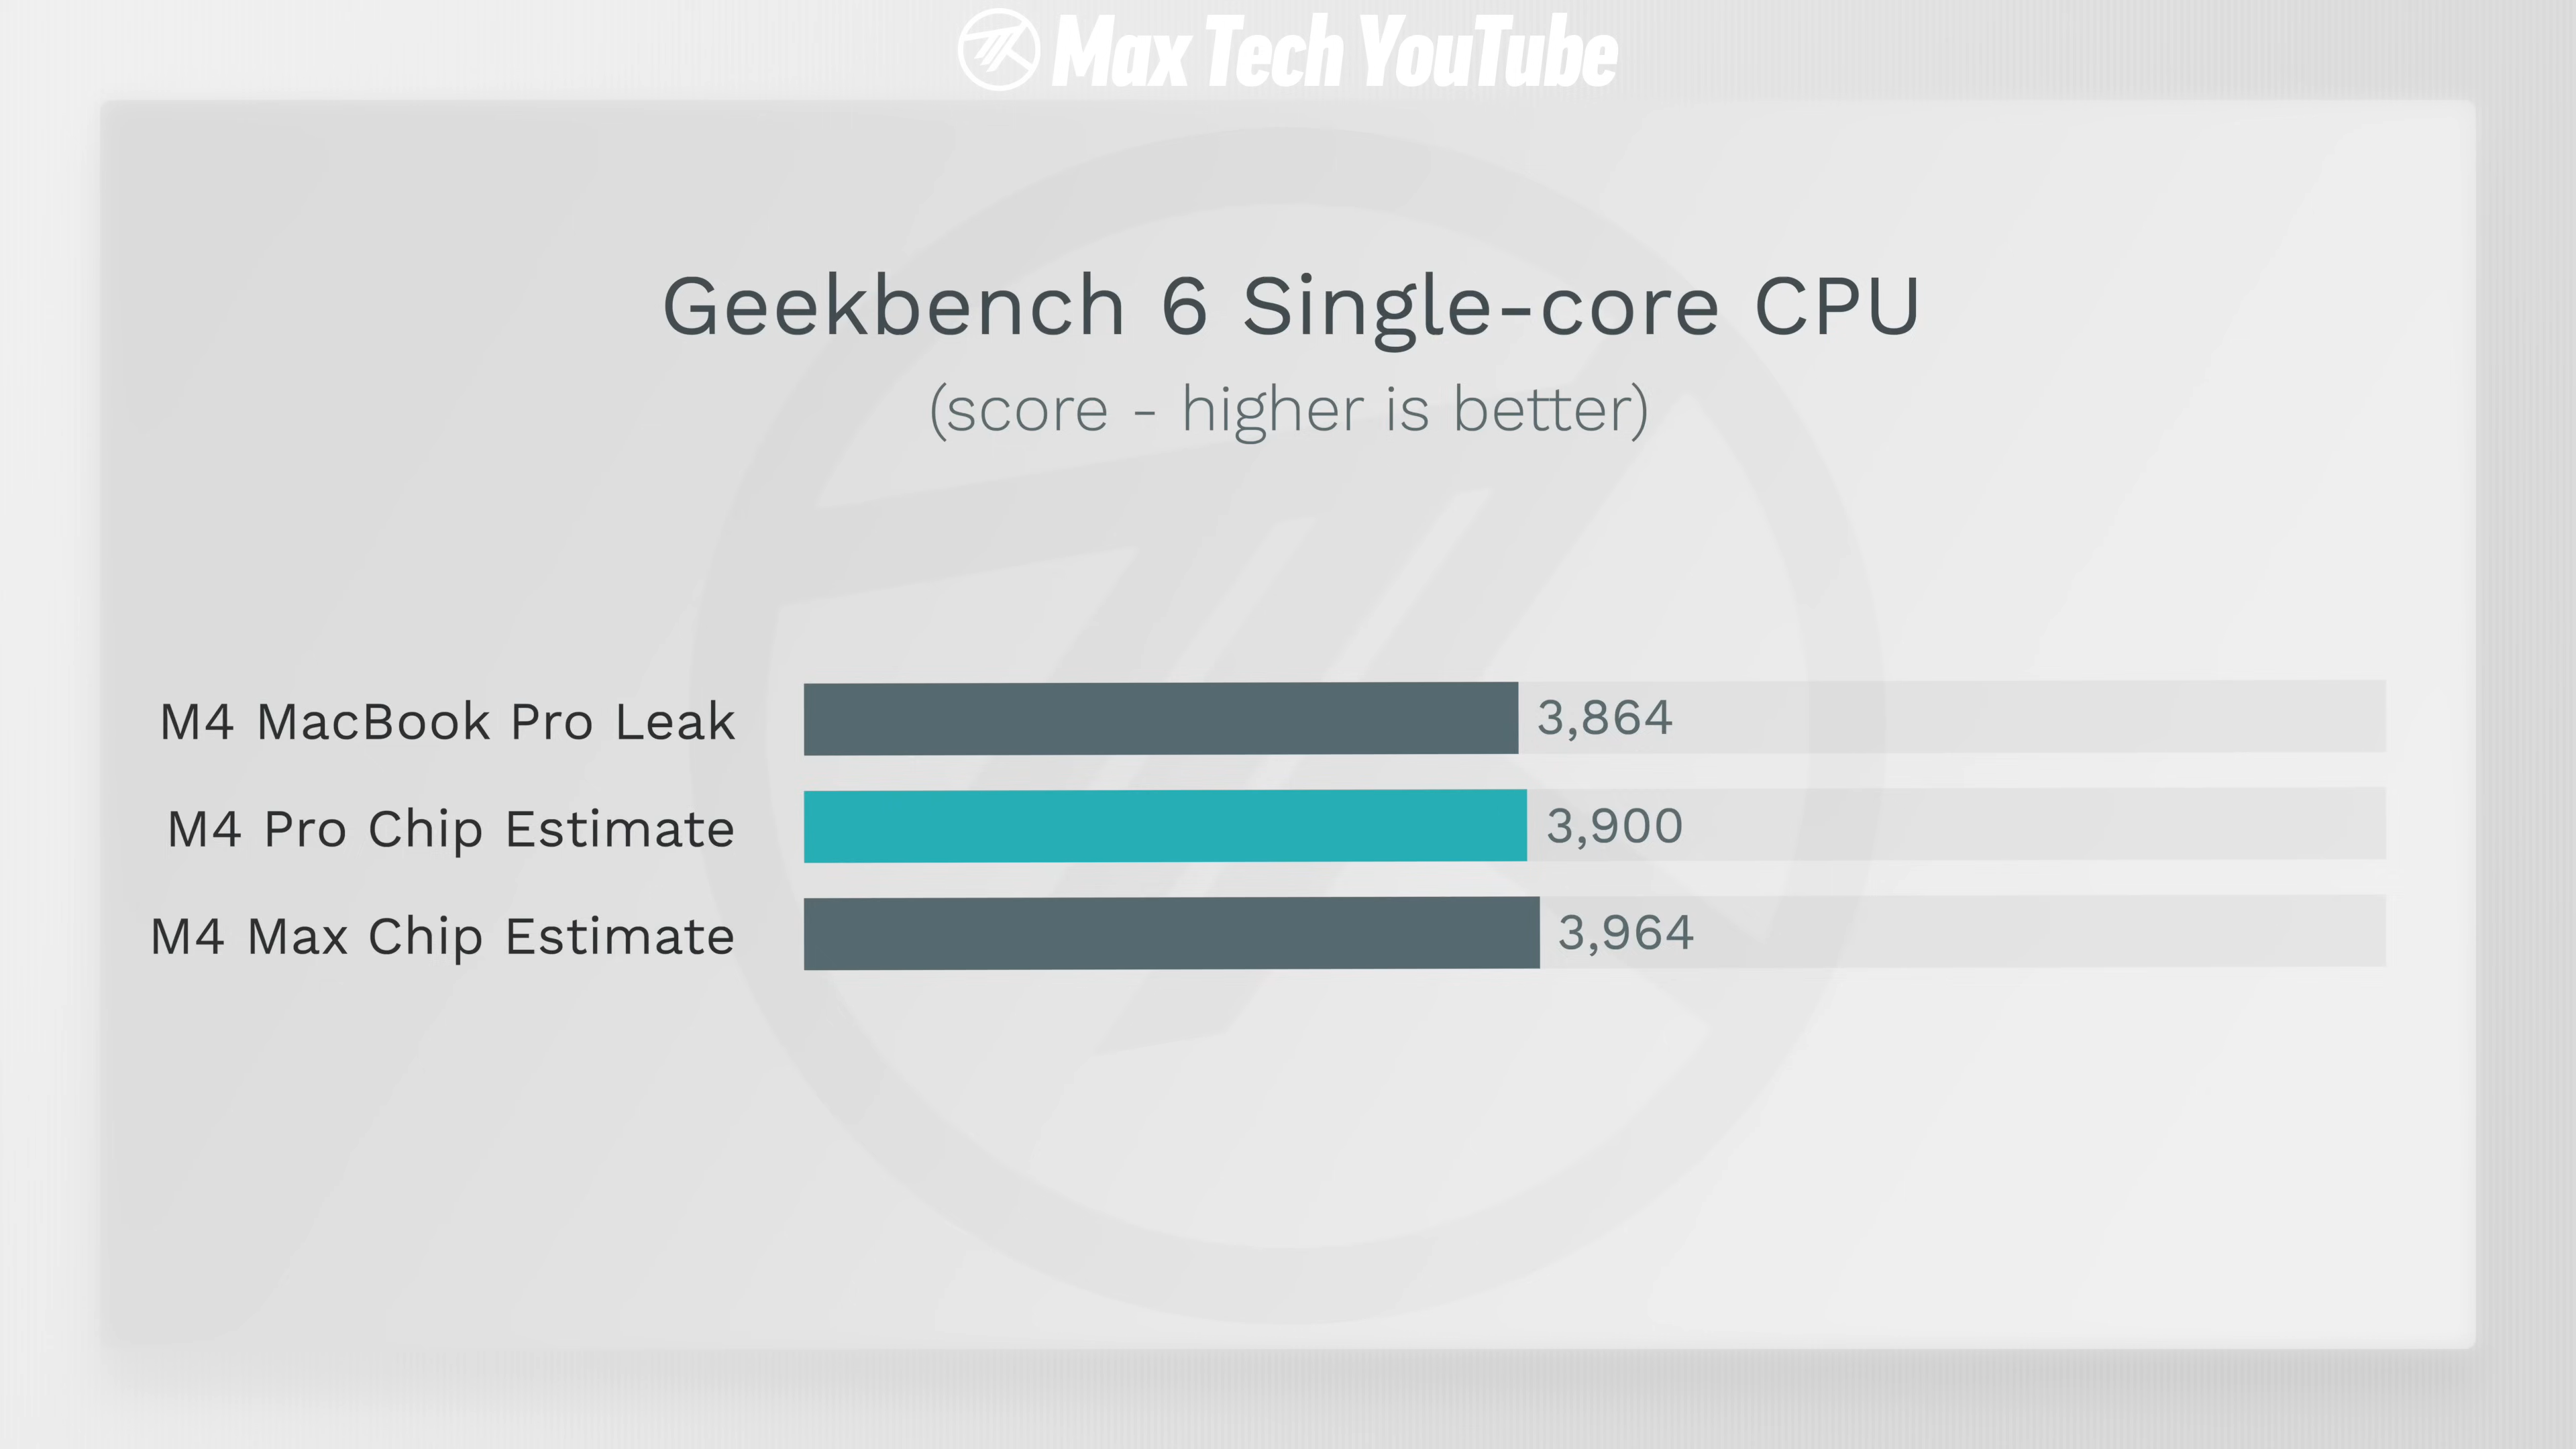 Max Tech YouTube
Geekbench 6 Single-core CPU
(score - higher is better)
M4 MacBook Pro Leak 3,864
M4 Pro Chip Estimate 3,900
M4 Max Chip Estimate 3,964